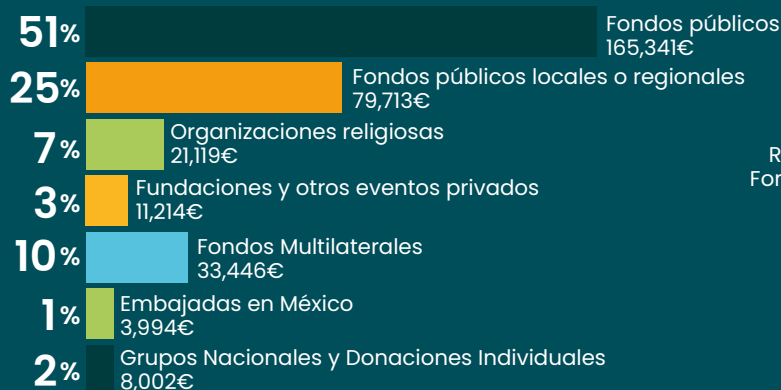 51%
Fondos públicos
165,341€
25%
Fondos públicos locales o regionales
79,713€
7%
Organizaciones religiosas
21,119€
3%
Fundaciones y otros eventos privados
11,214€
10%
Fondos Multilaterales
33,446€
1%
Embajadas en México
3,994€
2%
Grupos Nacionales y Donaciones Individuales
8,002€